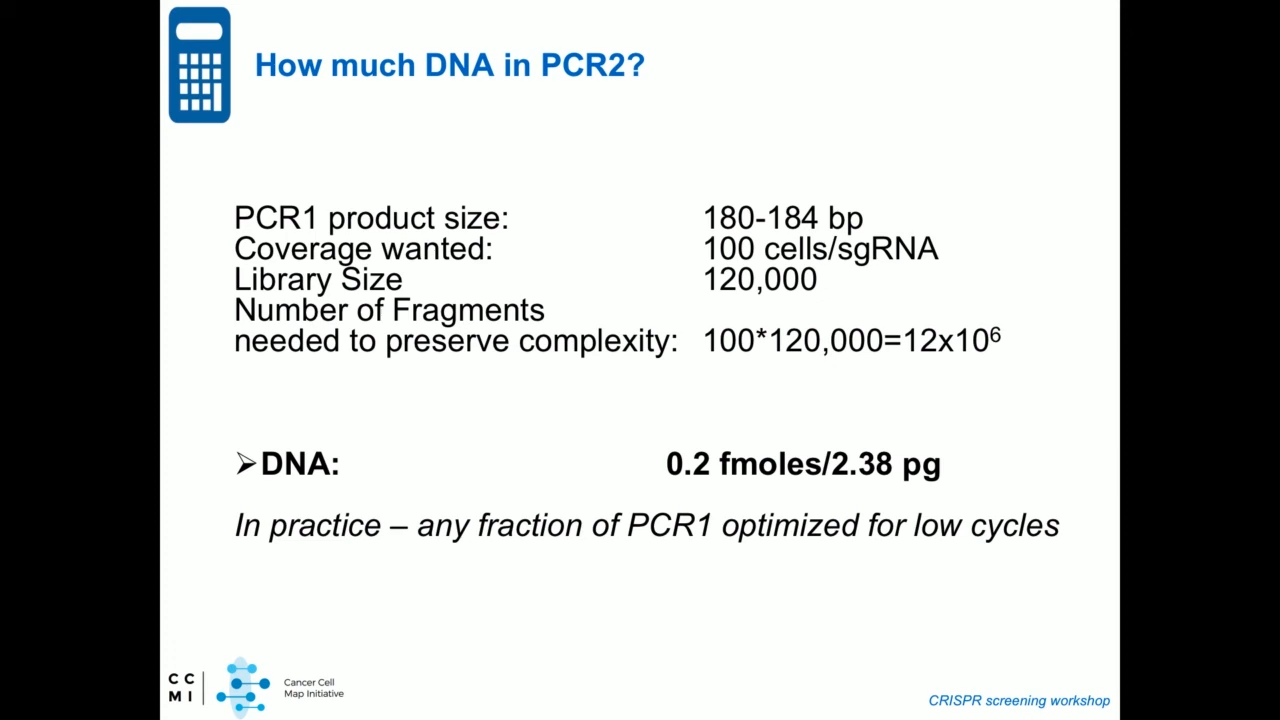 How much DNA in PCR2?
PCR1 product size: 180-184 bp
Coverage wanted: 100 cells/sgRNA
Library Size 120,000
Number of Fragments
needed to preserve complexity: 100*120,000=12x10⁶
➢DNA: 0.2 fmoles/2.38 pg
In practice – any fraction of PCR1 optimized for low cycles
C C
M I
Cancer Cell
Map Initiative
CRISPR screening workshop